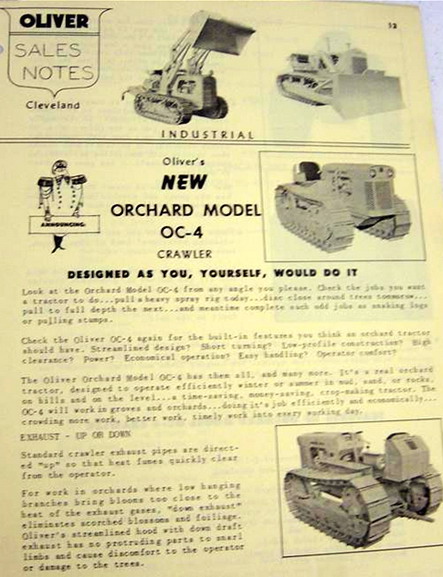 OLIVER
12
SALES
NOTES
Cleveland
INDUSTRIAL
Oliver's
NEW
ORCHARD MODEL
OC-4
CRAWLER
ANNOUNCING:
DESIGNED AS YOU, YOURSELF, WOULD DO IT
Look at the Orchard Model OC-4 from any angle you please. Check the jobs you want
a tractor to do...pull a heavy spray rig today...disc close around trees tomorrow...
pull to full depth the next...and meantime complete such odd jobs as snaking logs
or pulling stumps.
Check the Oliver OC-4 again for the built-in features you think an orchard tractor
should have. Streamlined design? Short turning? Low-profile construction? High
clearance? Power? Economical operation? Easy handling? Operator comfort?
The Oliver Orchard Model OC-4 has them all, and many more. It's a real orchard
tractor, designed to operate efficiently winter or summer in mud, sand, or rocks,
on hills and on the level...a time-saving, money-saving, crop-making tractor. The
OC-4 will work in groves and orchards...doing it's job efficiently and economically...
crowding more work, better work, timely work into every working day.
EXHAUST - UP OR DOWN
Standard crawler exhaust pipes are direct-
ed "up" so that heat fumes quickly clear
from the operator.
For work in orchards where low hanging
branches bring blooms too close to the
heat of the exhaust gases, "down exhaust"
eliminates scorched blossoms and foiliage.
Oliver's streamlined hood with down draft
exhaust has no protruding parts to snarl
limbs and cause discomfort to the operator
or damage to the trees.